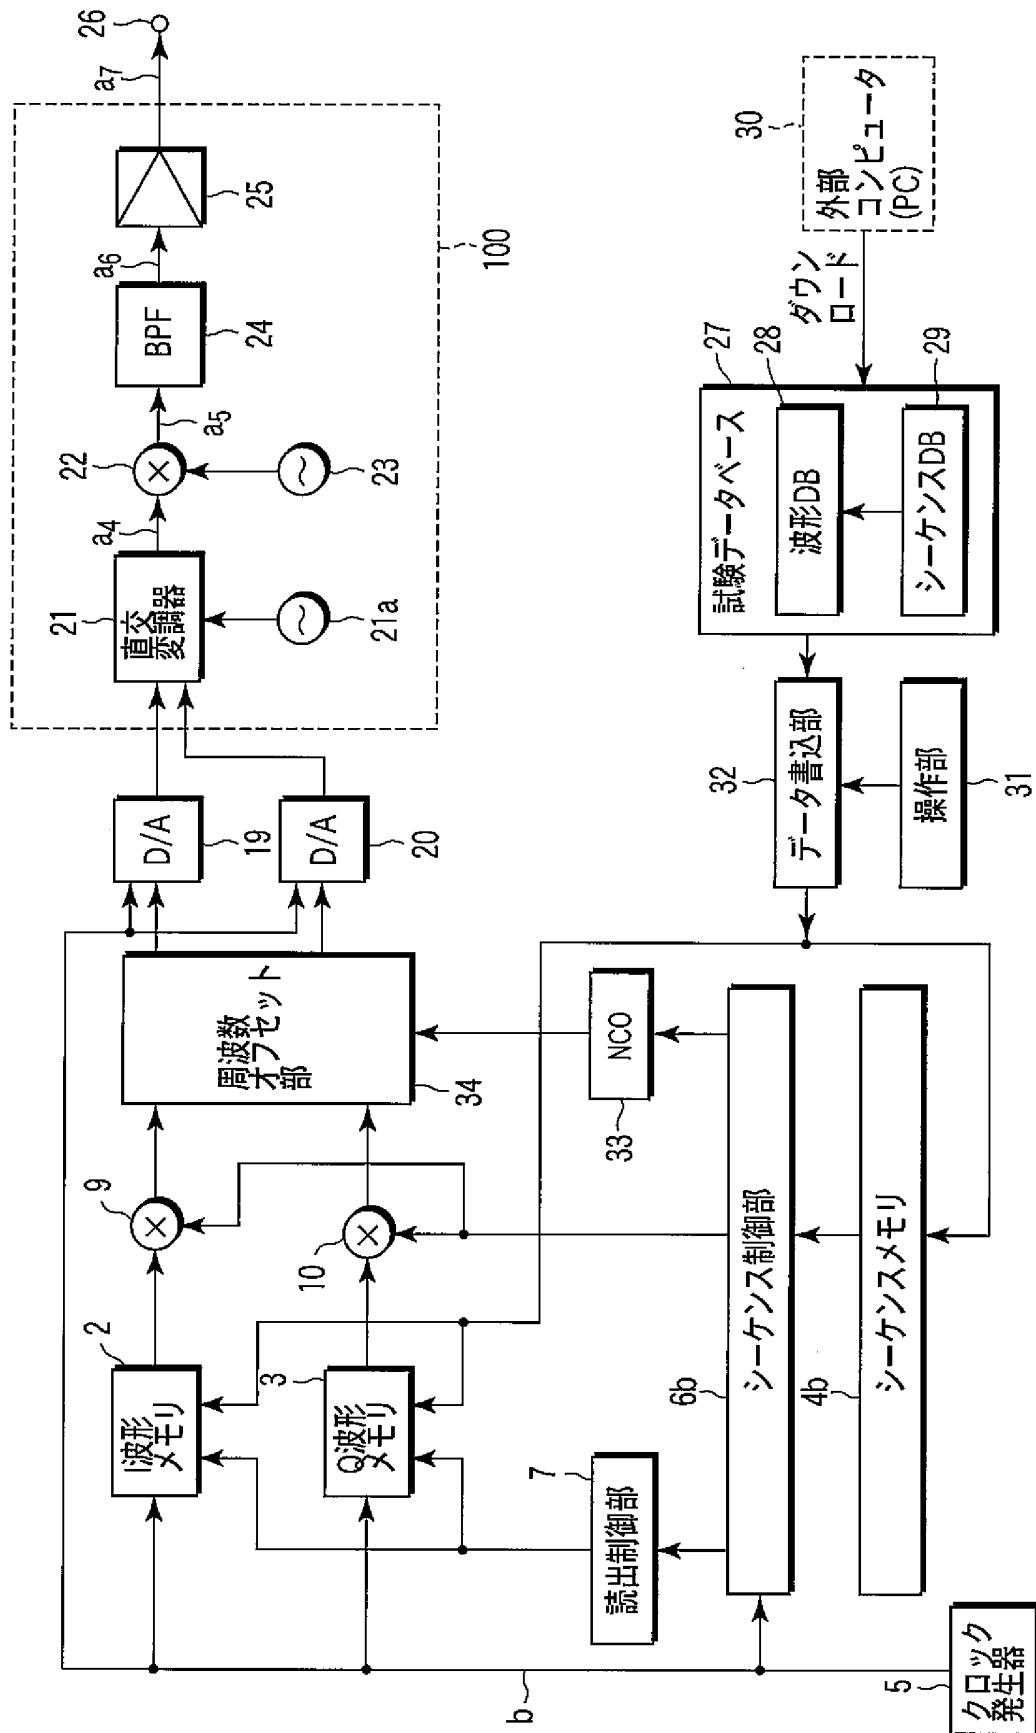 26
a7
25
a6
100
BPF
24
a5
22
23
a4
21
直交
変調器
21a
D/A
19
D/A
20
周波数
オフセット
部
34
NCO
33
9
10
2
I波形
メモリ
3
Q波形
メモリ
7
読出制御部
6b
シーケンス制御部
4b
シーケンスメモリ
b
5
クロック
発生器
32
データ書込部
操作部
31
27
試験データベース
28
波形DB
29
シーケンスDB
ダウン
ロード
30
外部
コンピュータ
(PC)